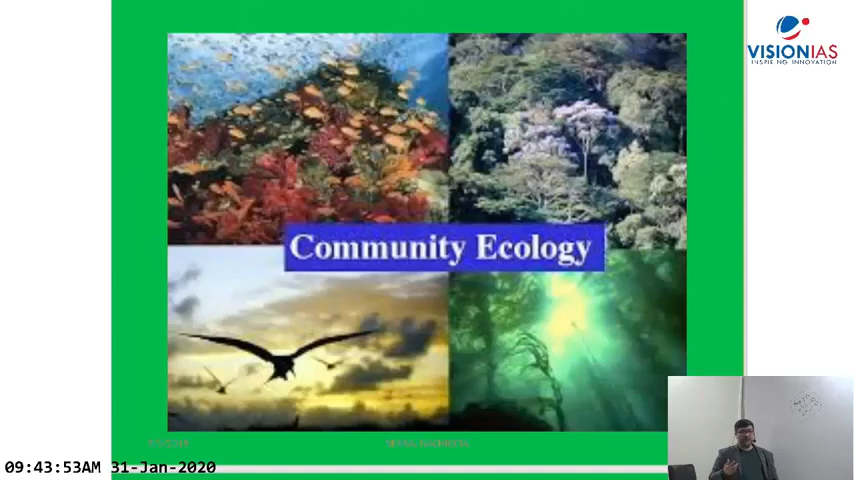 VISIONIAS
INSPIRING INNOVATION
Community Ecology
09:43:53AM 31-Jan-2020